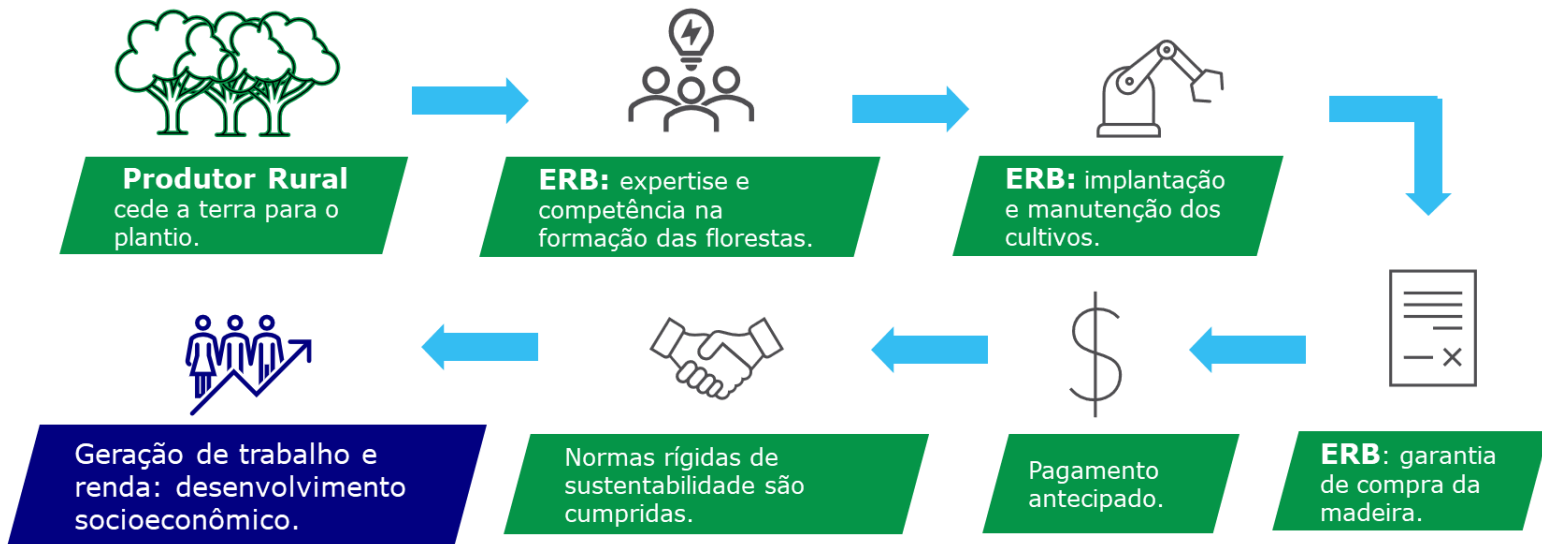 Produtor Rural
cede a terra para o
plantio.
ERB: expertise e
competência na
formação das florestas.
ERB: implantação
e manutenção dos
cultivos.
ERB: garantia
de compra da
madeira.
Pagamento
antecipado.
Normas rígidas de
sustentabilidade são
cumpridas.
Geração de trabalho e
renda: desenvolvimento
socioeconômico.